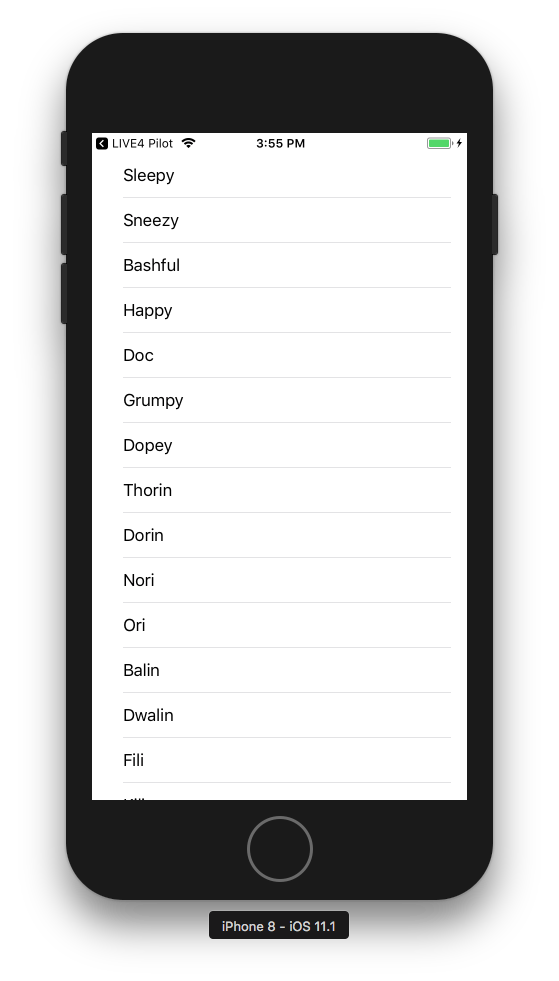 LIVE4 Pilot 3:55 PM
Sleepy
Sneezy
Bashful
Happy
Doc
Grumpy
Dopey
Thorin
Dorin
Nori
Ori
Balin
Dwalin
Fili
iPhone 8 - iOS 11.1